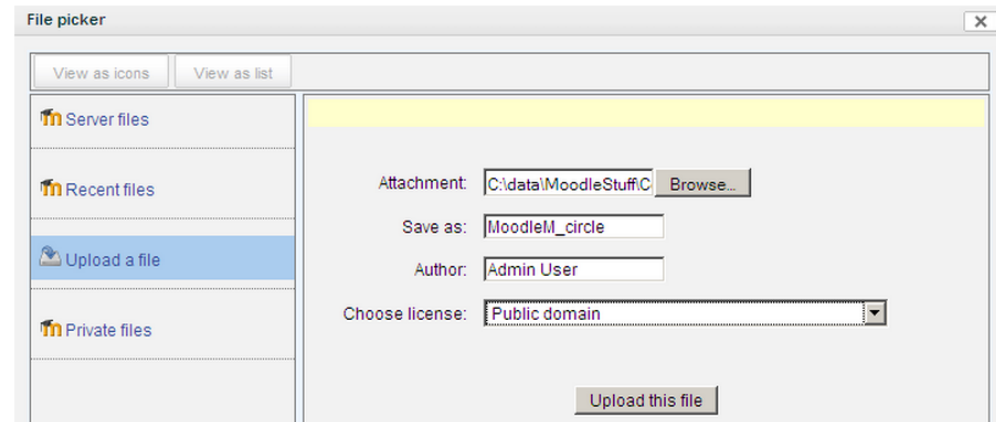 File picker
View as icons View as list
Server files
Recent files
Upload a file
Private files
Attachment: C:\data\MoodleStuff\C Browse...
Save as: MoodleM_circle
Author: Admin User
Choose license: Public domain
Upload this file